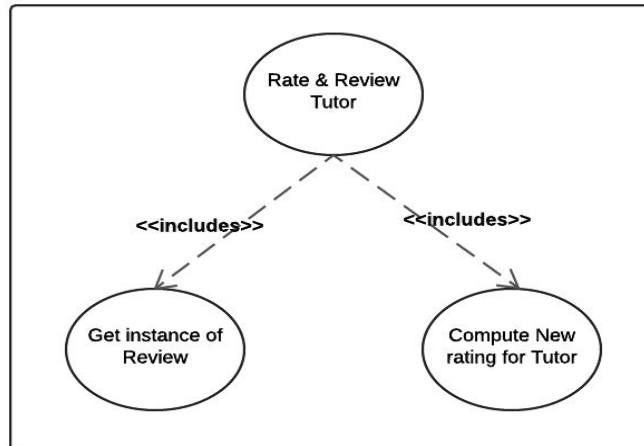 Rate & Review
Tutor
<<includes>>
<<includes>>
Get instance of
Review
Compute New
rating for Tutor